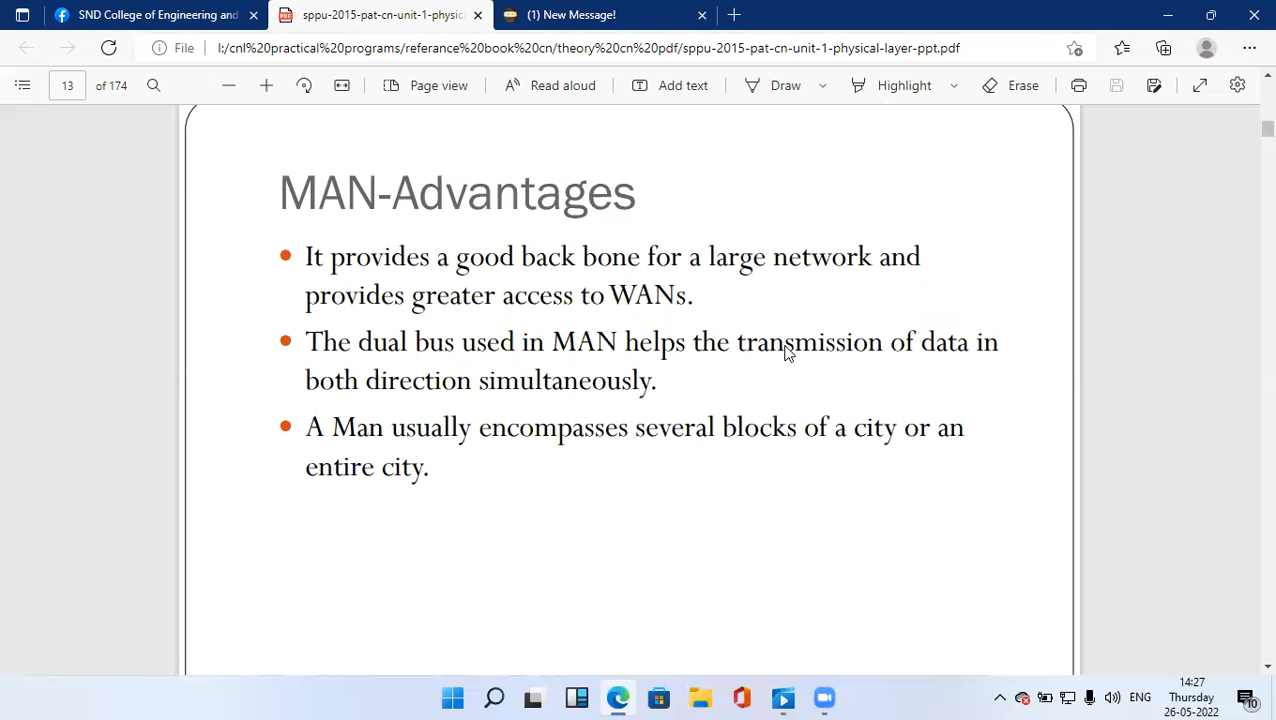 SND College of Engineering and
sppu-2015-pat-cn-unit-1-physic
(1) New Message!
File
I:/cnl%20practical%20programs/referance%20book%20cn/theory%20cn%20pdf/sppu-2015-pat-cn-unit-1-physical-layer-ppt.pdf
13 of 174
Page view
Read aloud
Add text
Draw
Highlight
Erase
MAN-Advantages
• It provides a good back bone for a large network and
provides greater access to WANs.
• The dual bus used in MAN helps the transmission of data in
both direction simultaneously.
• A Man usually encompasses several blocks of a city or an
entire city.
ENG
14:27
Thursday
26-05-2022
10